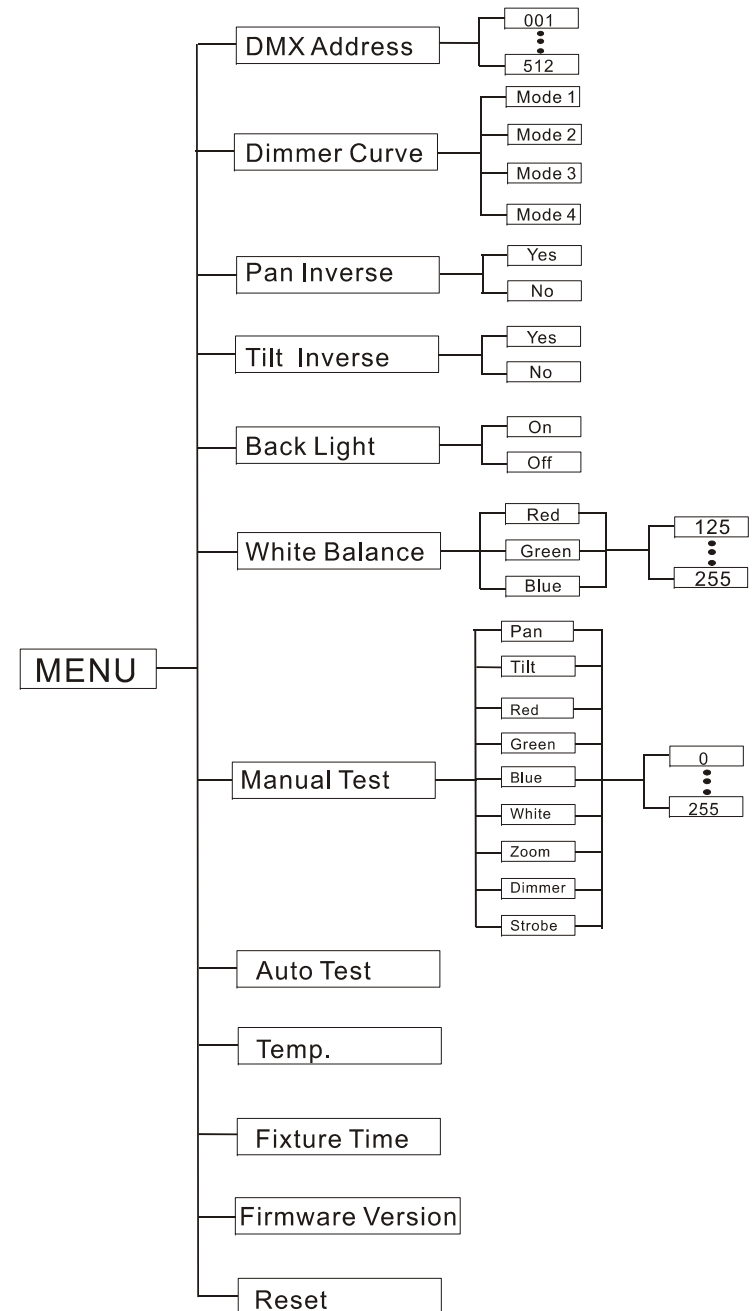 MENU
DMX Address
001
512
Dimmer Curve
Mode 1
Mode 2
Mode 3
Mode 4
Pan Inverse
Yes
No
Tilt Inverse
Yes
No
Back Light
On
Off
White Balance
Red
Green
Blue
125
255
Manual Test
Pan
Tilt
Red
Green
Blue
White
Zoom
Dimmer
Strobe
0
255
Auto Test
Temp.
Fixture Time
Firmware Version
Reset